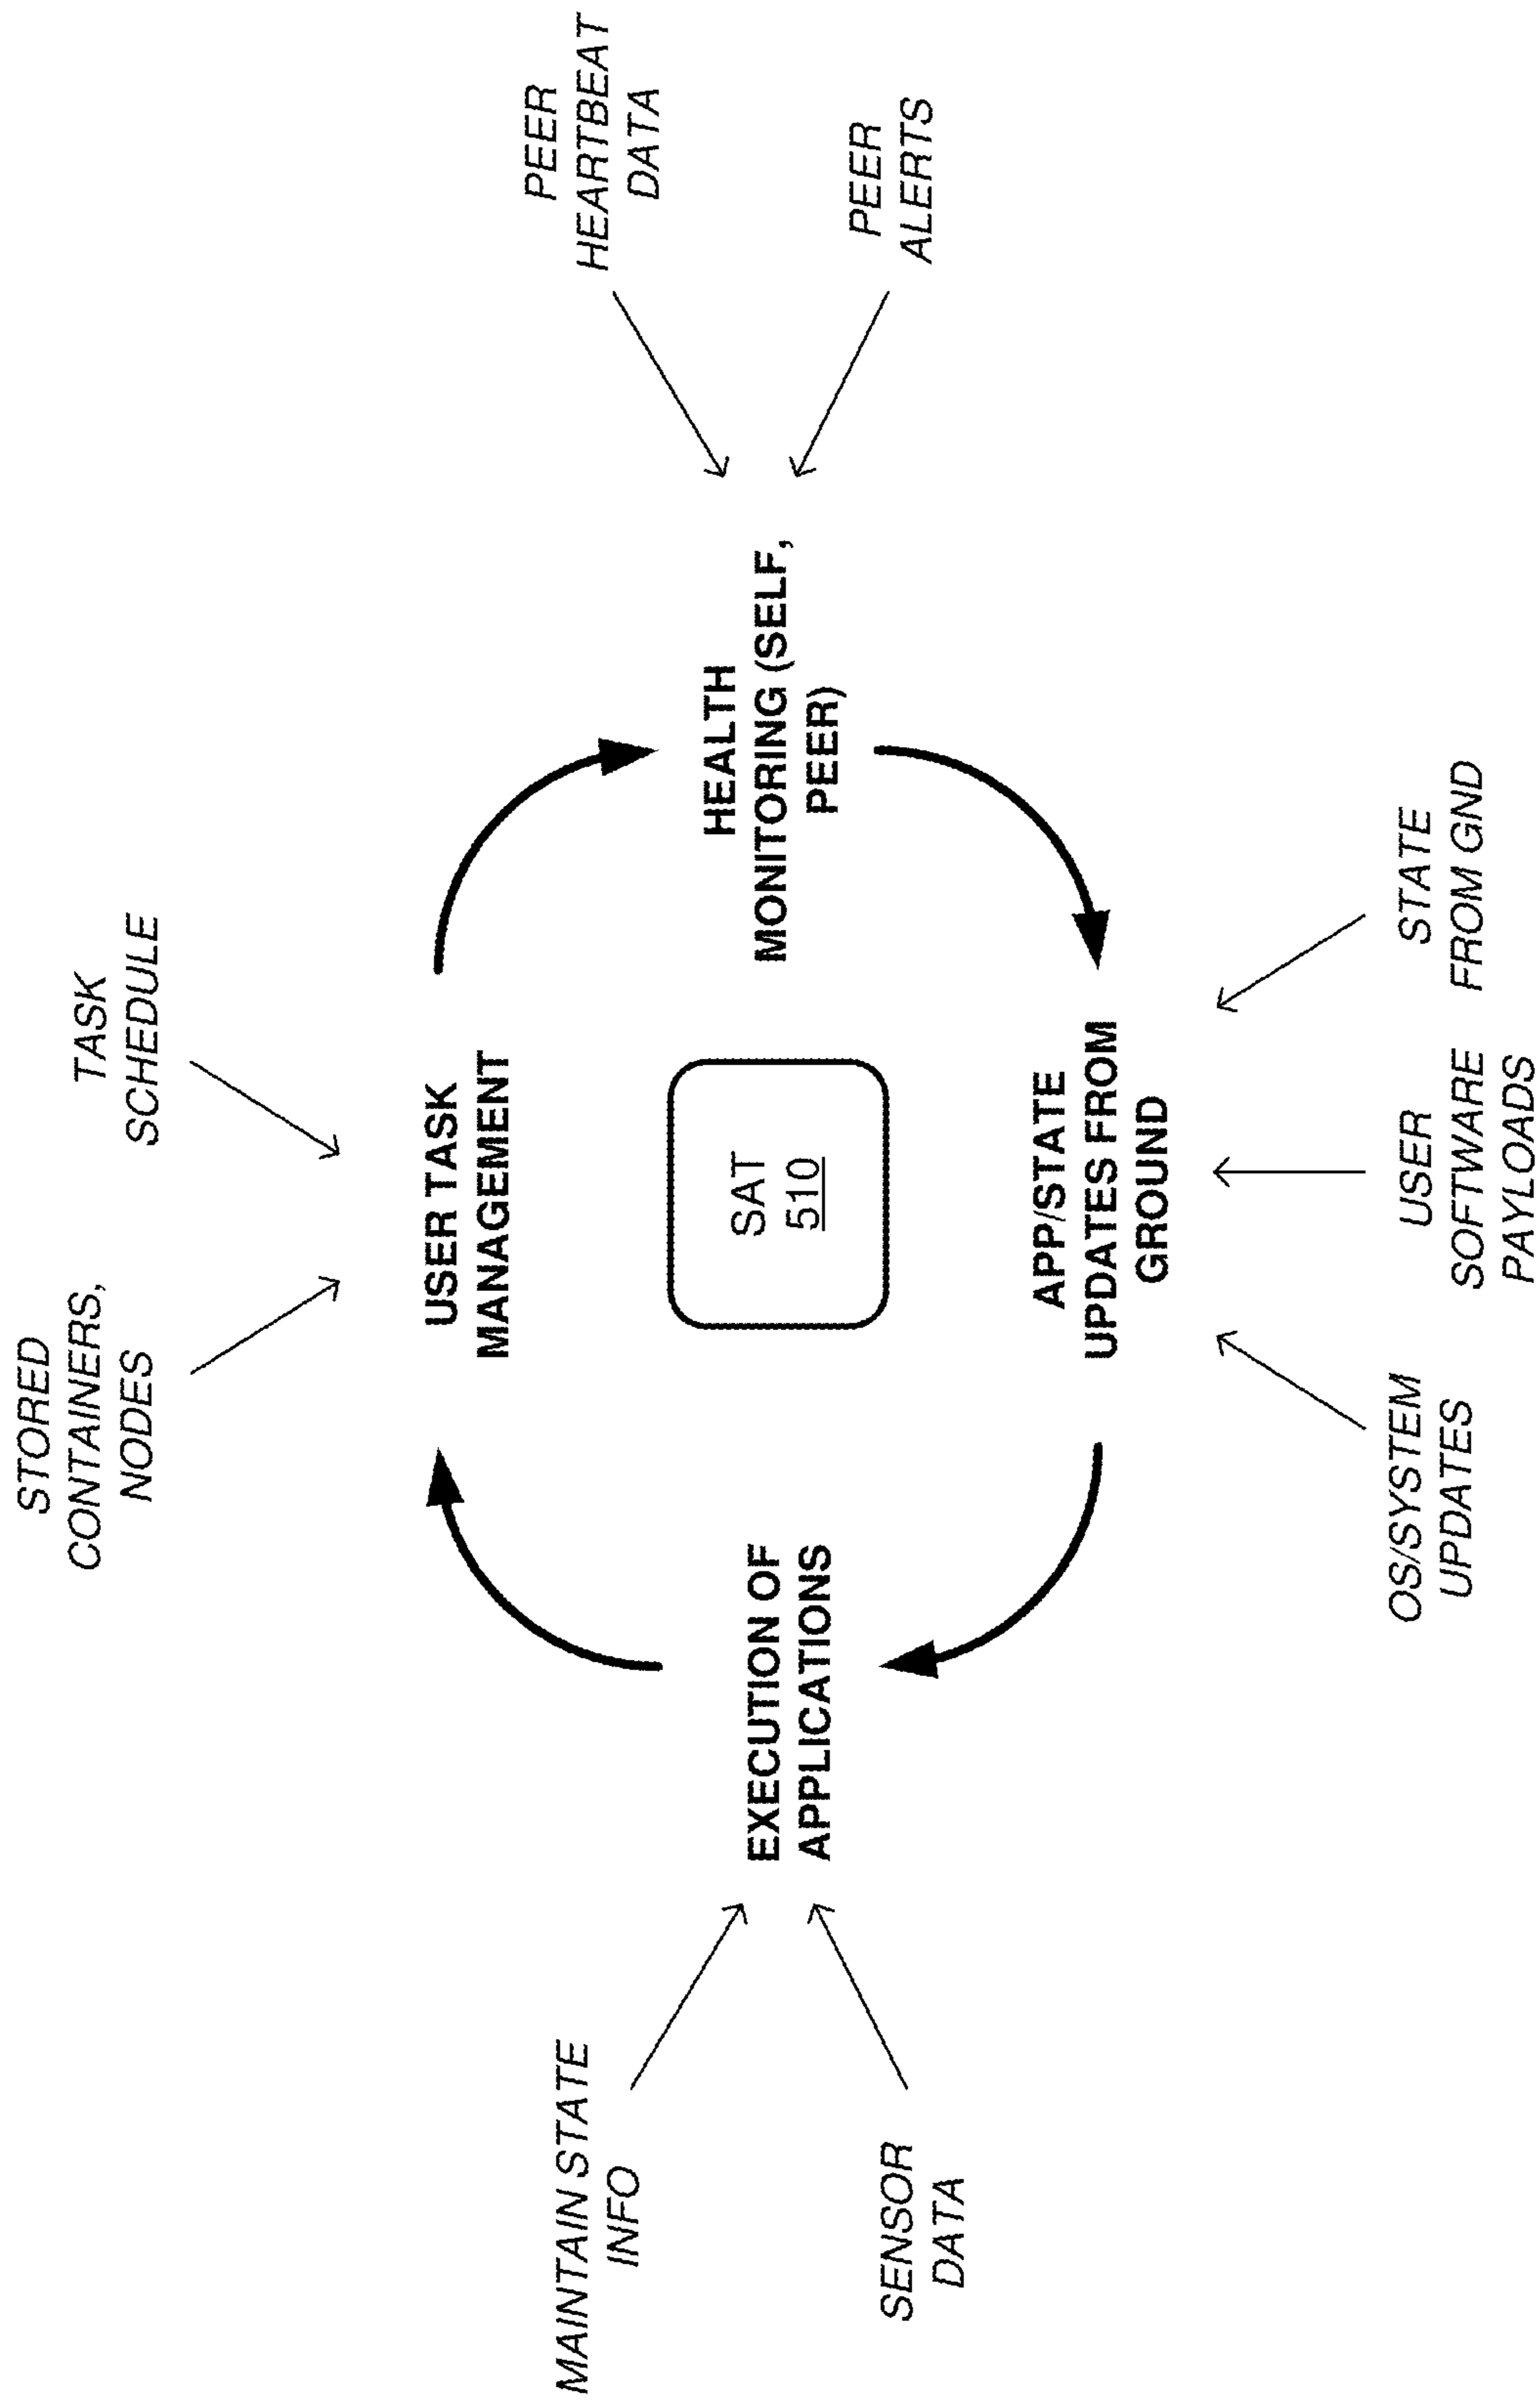 STORED
CONTAINERS,
NODES
TASK
SCHEDULE
USER TASK
MANAGEMENT
MAINTAIN STATE
INFO
SENSOR
DATA
EXECUTION OF
APPLICATIONS
SAT
510
HEALTH
MONITORING (SELF,
PEER)
PEER
HEARTBEAT
DATA
PEER
ALERTS
APP/STATE
UPDATES FROM
GROUND
OS/SYSTEM
UPDATES
USER
SOFTWARE
PAYLOADS
STATE
FROM GND